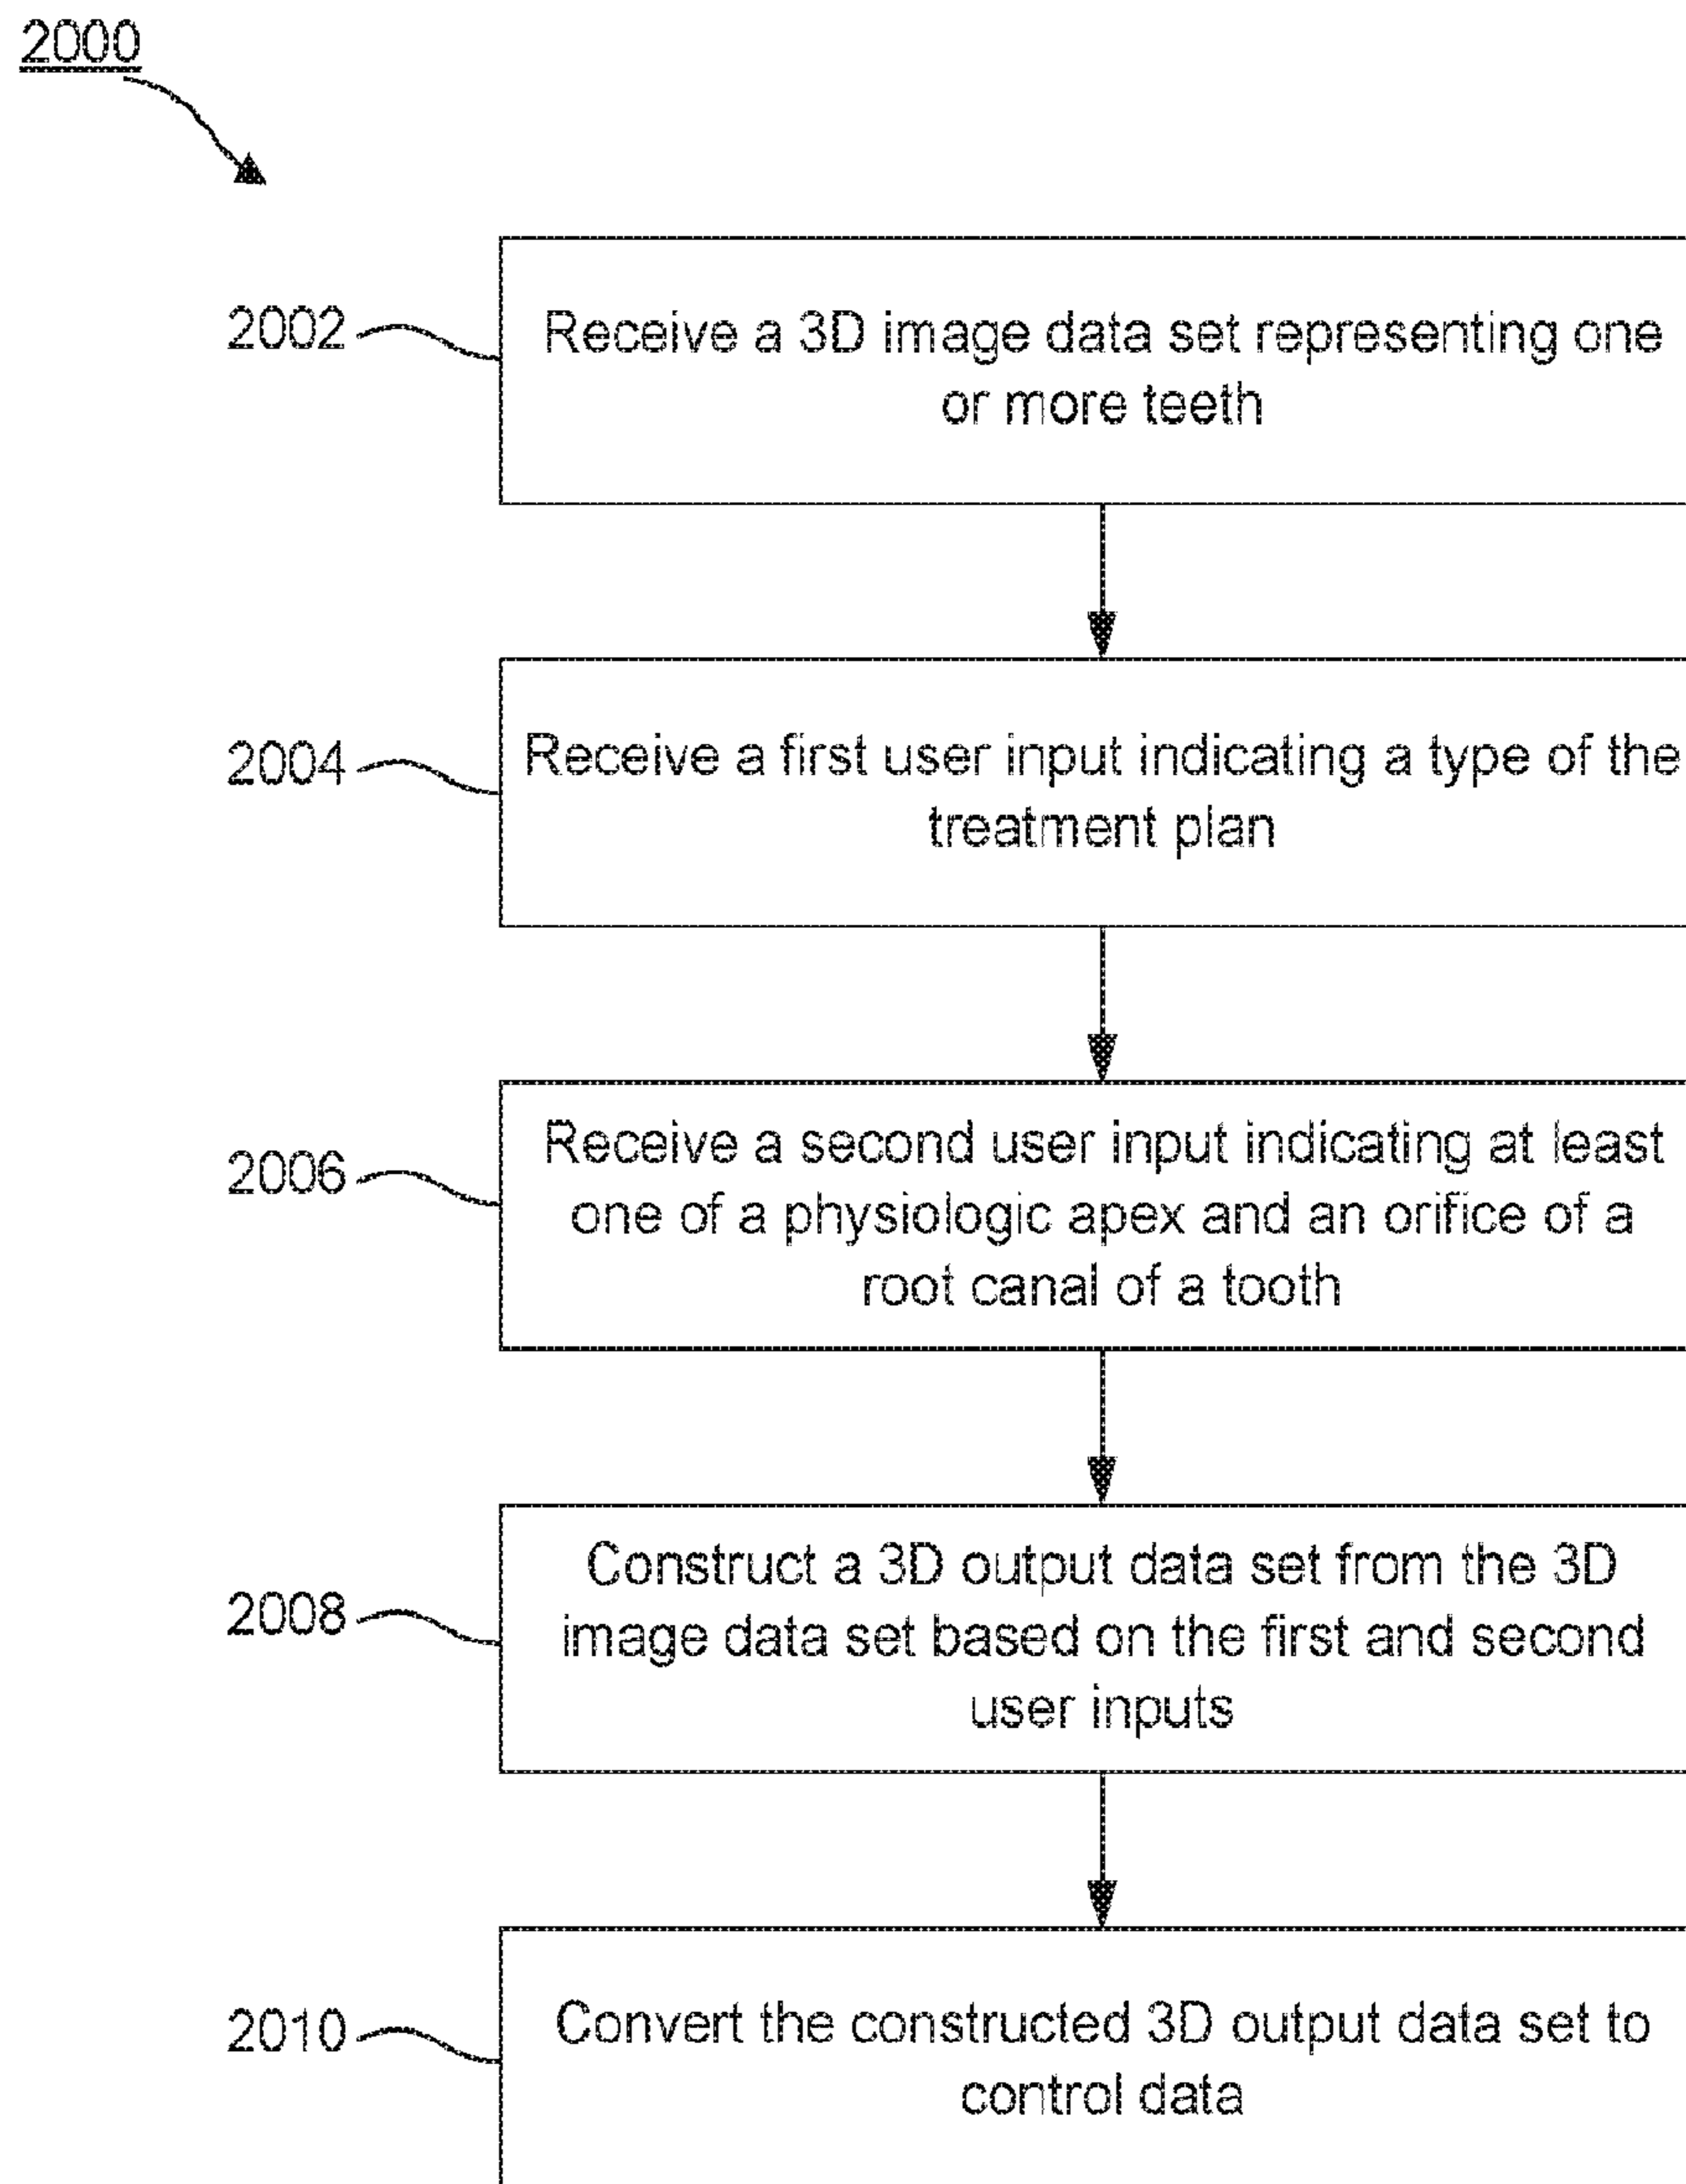 2000
2002
Receive a 3D image data set representing one
or more teeth
2004
Receive a first user input indicating a type of the
treatment plan
2006
Receive a second user input indicating at least
one of a physiologic apex and an orifice of a
root canal of a tooth
2008
Construct a 3D output data set from the 3D
image data set based on the first and second
user inputs
2010
Convert the constructed 3D output data set to
control data